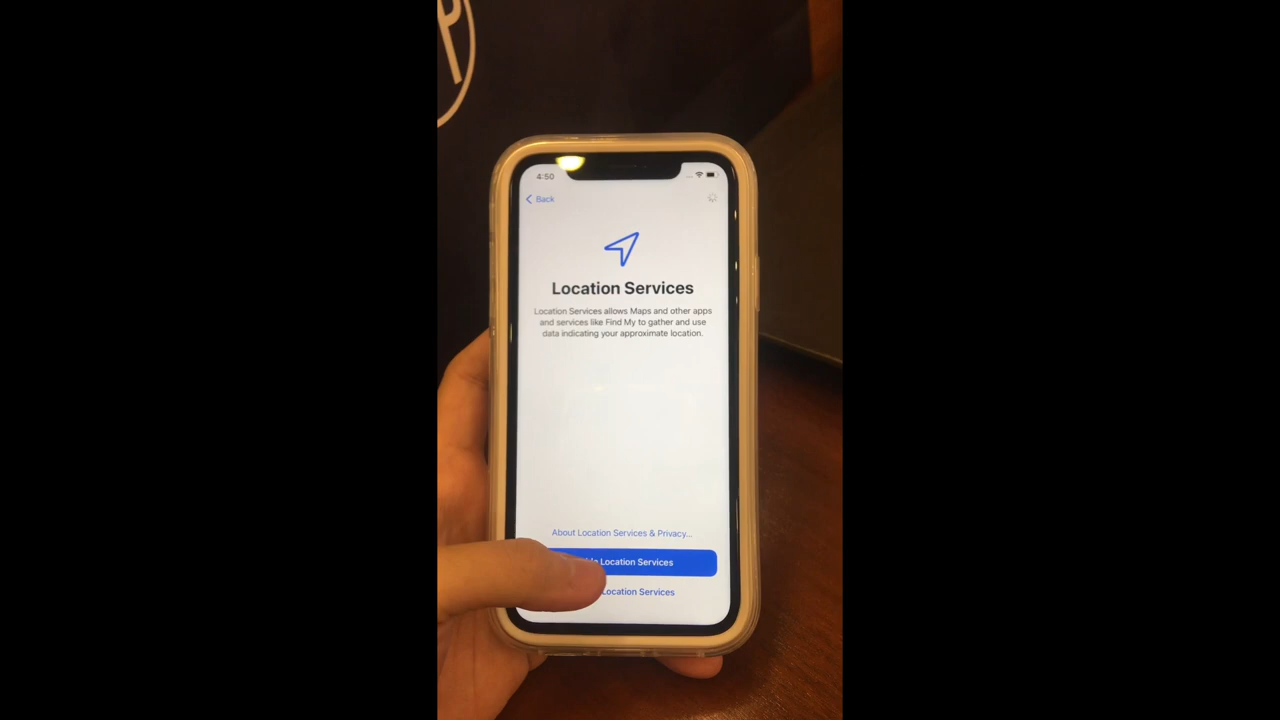 4:50
Back
Location Services
Location Services allows Maps and other apps
and services like Find My to gather and use
data indicating your approximate location.
About Location Services & Privacy...
Location Services
Location Services